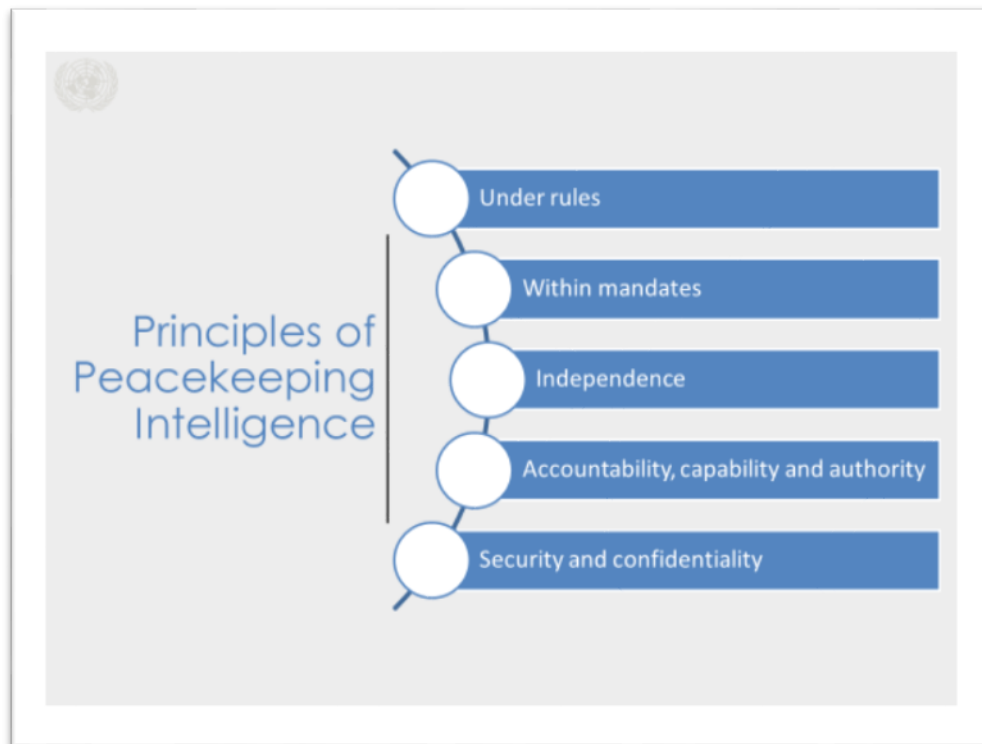 Principles of
Peacekeeping
Intelligence
Under rules
Within mandates
Independence
Accountability, capability and authority
Security and confidentiality